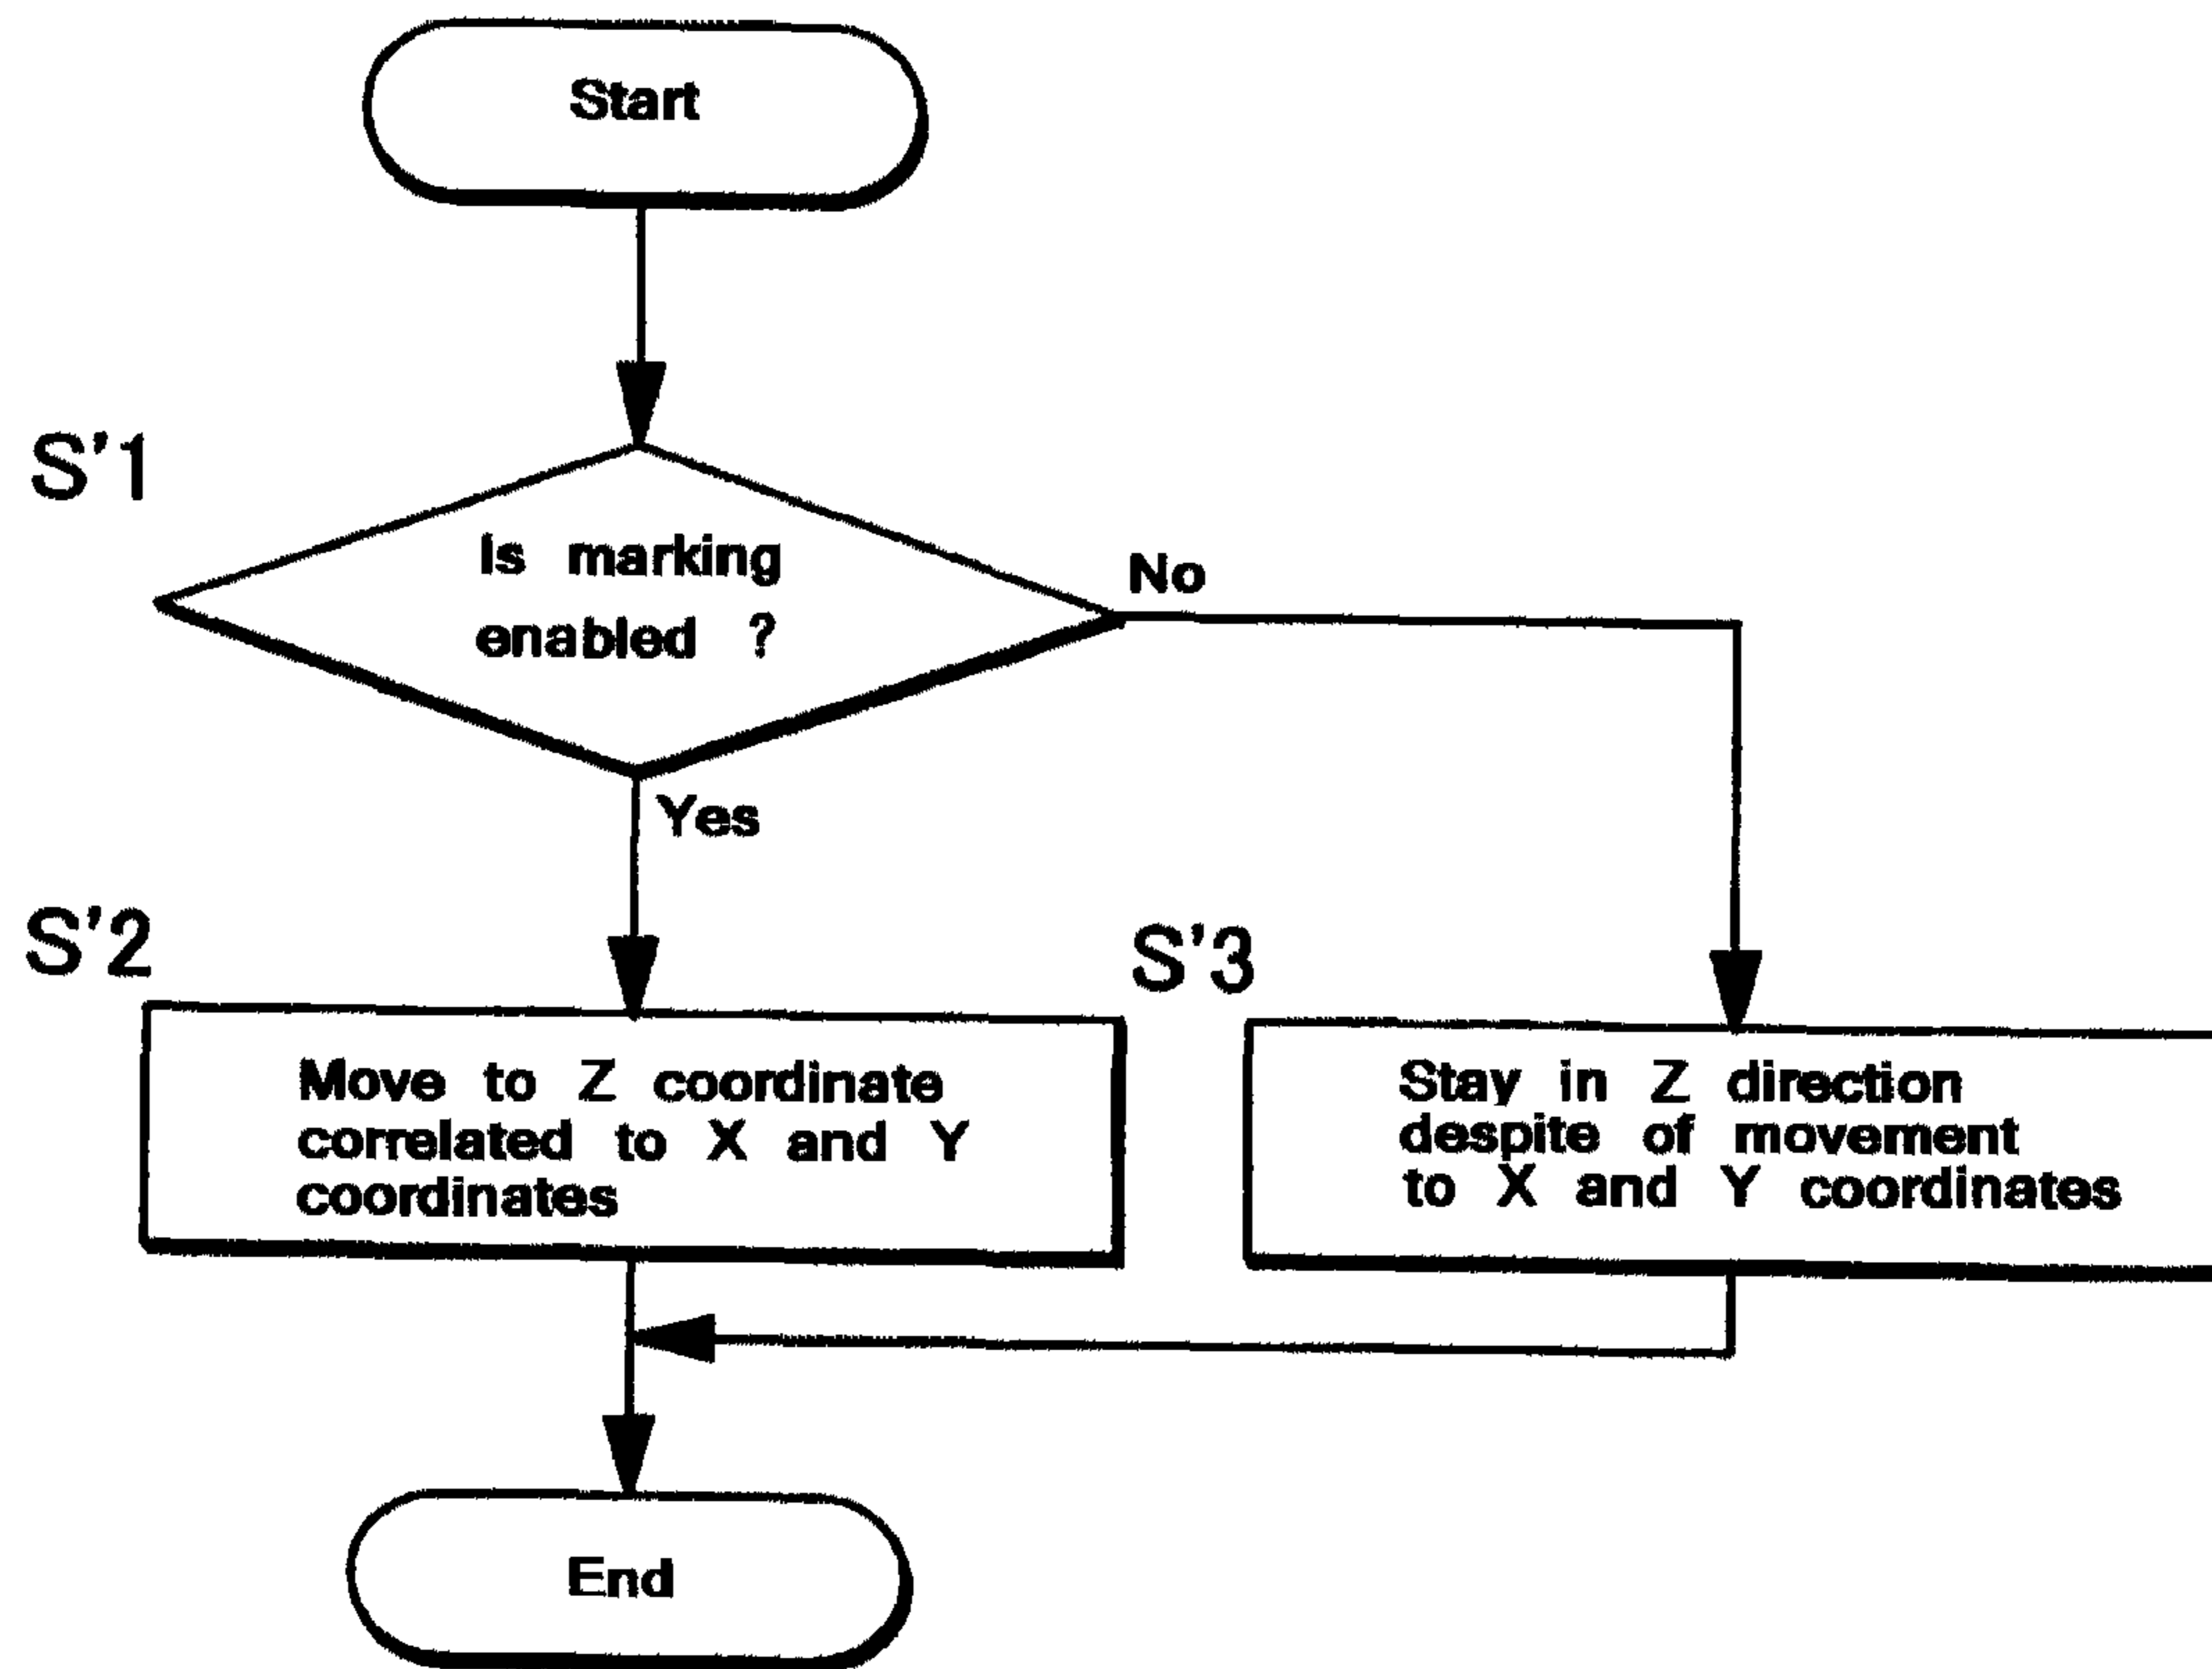 Start
S'1
Is marking
enabled ?
No
Yes
S'2
S'3
Move to Z coordinate
correlated to X and Y
coordinates
Stay in Z direction
despite of movement
to X and Y coordinates
End